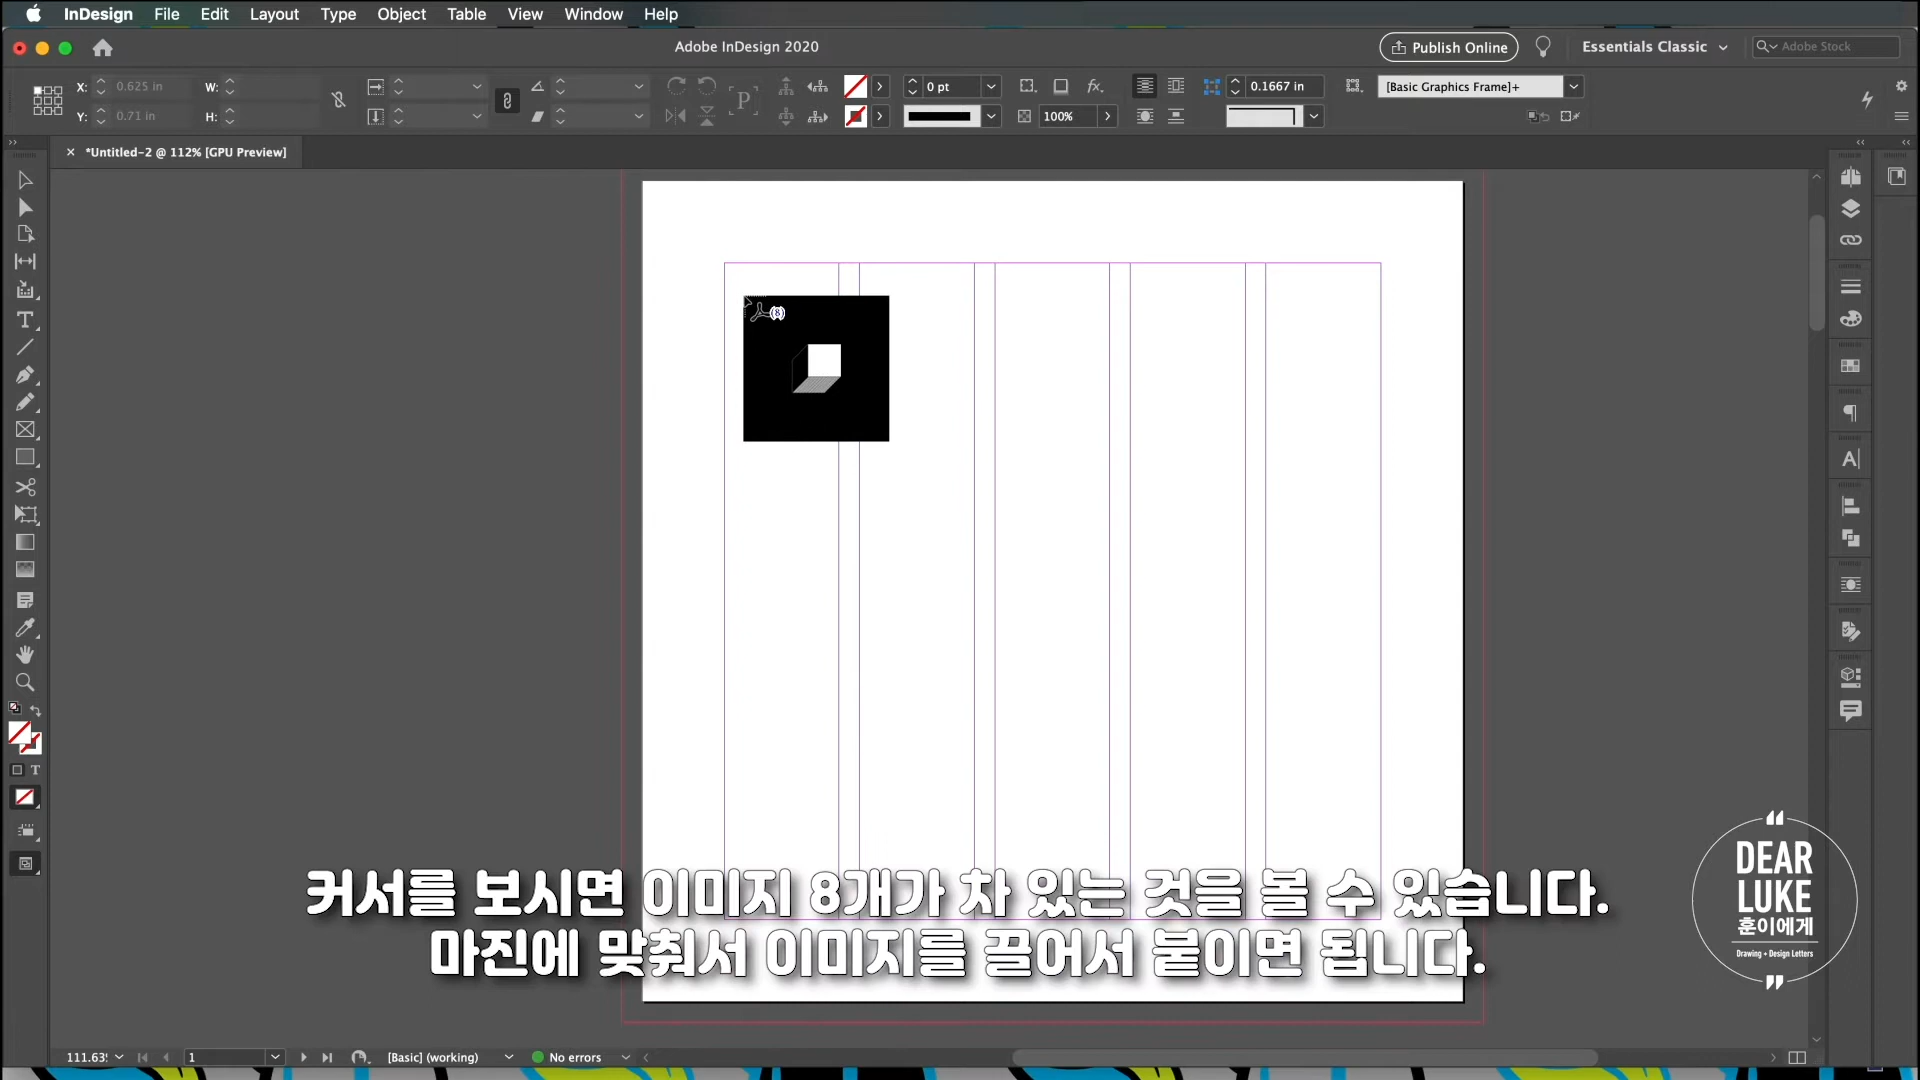 InDesign File Edit Layout Type Object Table View Window Help
Adobe InDesign 2020
Publish Online
Essentials Classic
Adobe Stock
X: 0.625 in W:
0 pt
0.1667 in
[Basic Graphics Frame]+
Y: 0.71 in H:
100%
*Untitled-2 @ 112% [GPU Preview]
(8)
커서를 보시면 이미지 8개가 차 있는 것을 볼 수 있습니다.
마진에 맞춰서 이미지를 끌어서 붙이면 됩니다.
DEAR
LUKE
훈이에게
Drawing + Design Letters
111.63 1 [Basic] (working) No errors